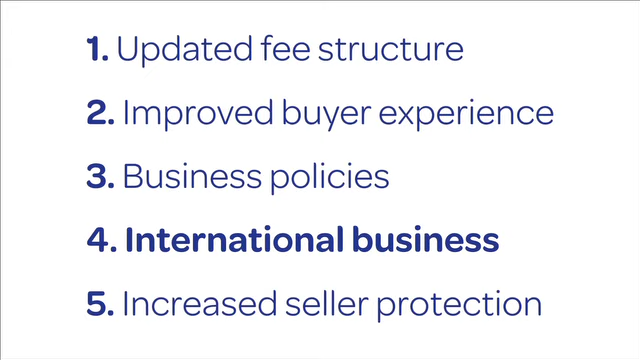 1. Updated fee structure
2. Improved buyer experience
3. Business policies
4. International business
5. Increased seller protection